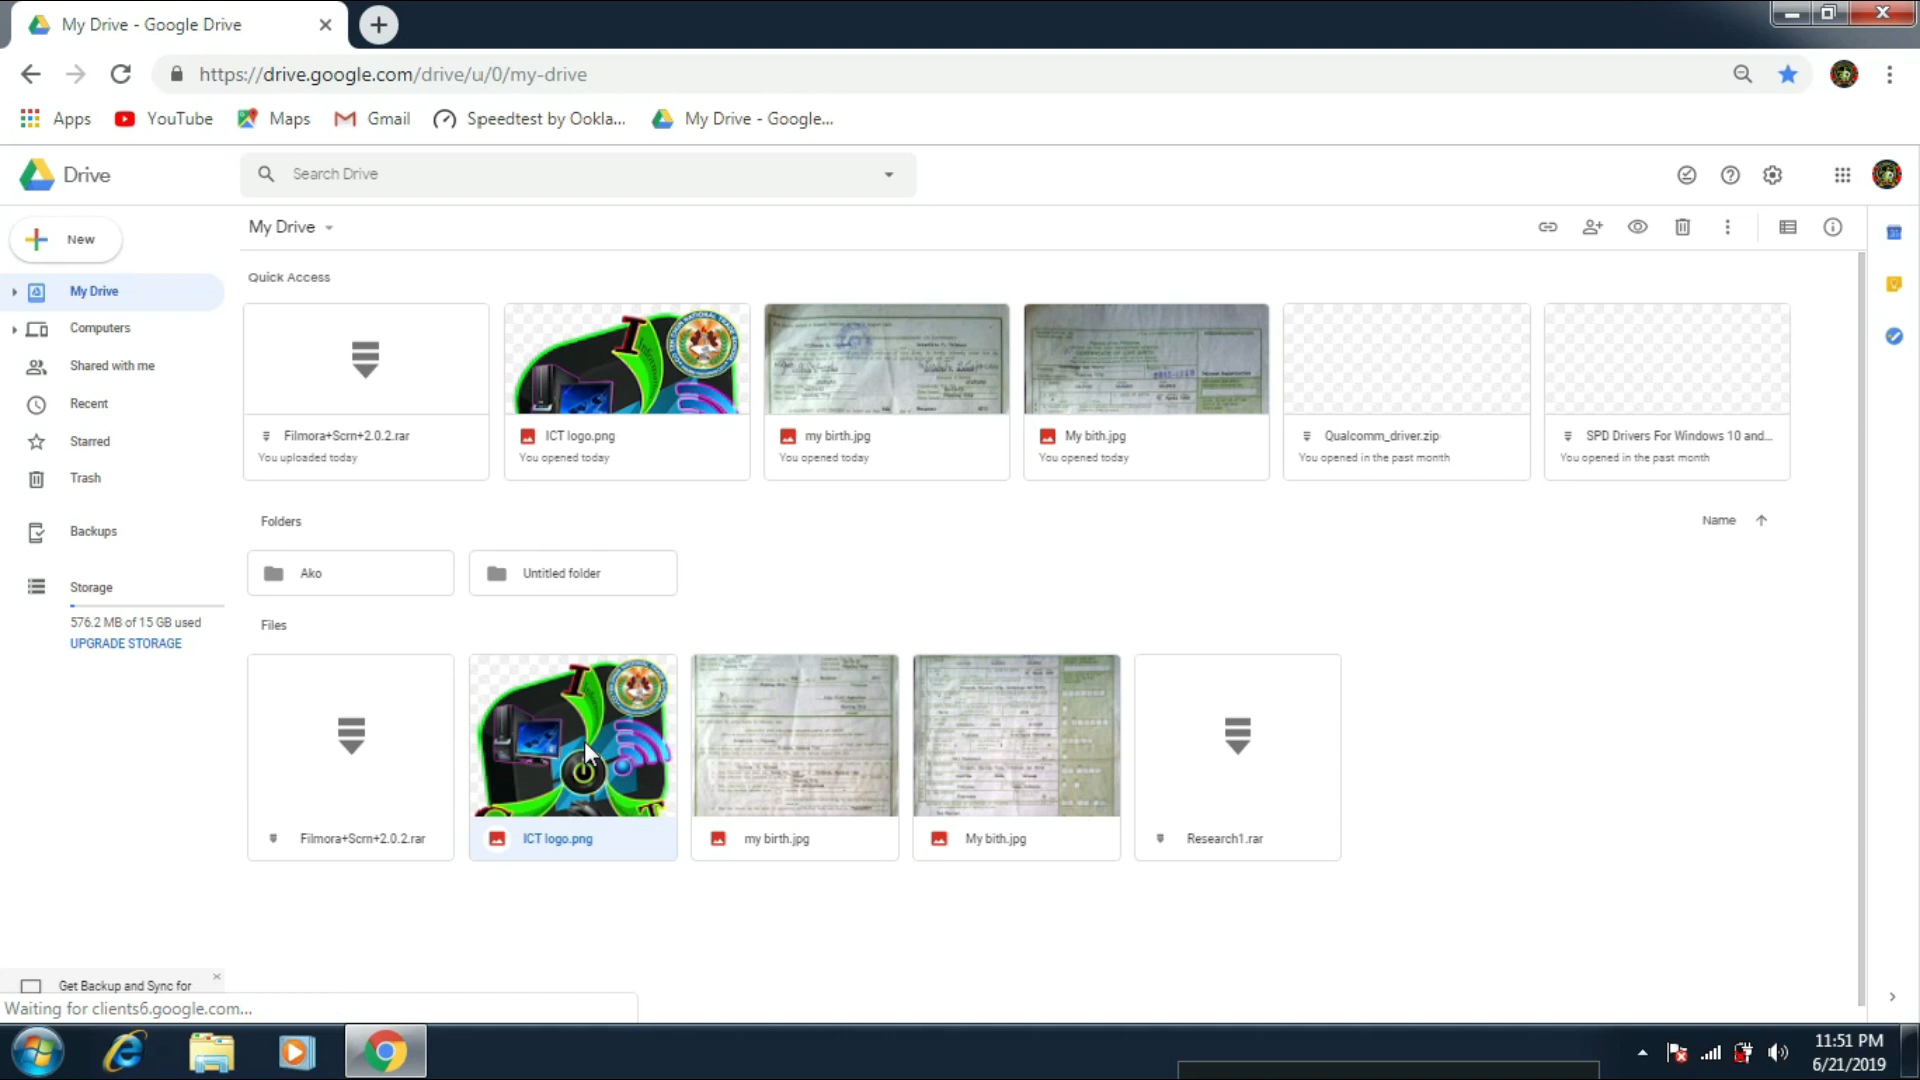 My Drive - Google Drive
https://drive.google.com/drive/u/0/my-drive
Apps
YouTube
Maps
Gmail
Speedtest by Ookla...
My Drive - Google...
Drive
Search Drive
New
My Drive
My Drive
Computers
Shared with me
Recent
Starred
Trash
Backups
Storage
576.2 MB of 15 GB used
UPGRADE STORAGE
Quick Access
Filmora+Scrn+2.0.2.rar
You uploaded today
ICT logo.png
You opened today
my birth.jpg
You opened today
My bith.jpg
You opened today
Qualcomm_driver.zip
You opened in the past month
SPD Drivers For Windows 10 and...
You opened in the past month
Folders
Name
Ako
Untitled folder
Files
Filmora+Scrn+2.0.2.rar
ICT logo.png
my birth.jpg
My bith.jpg
Research1.rar
Get Backup and Sync for
Waiting for clients6.google.com...
11:51 PM
6/21/2019